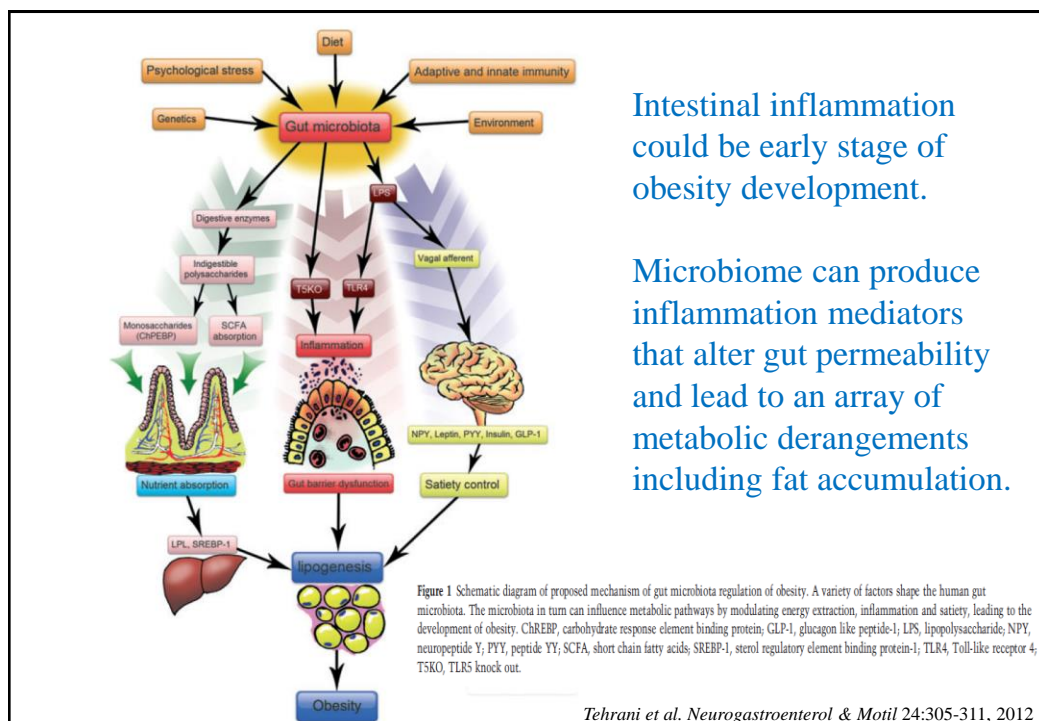 Diet
Psychological stress
Adaptive and innate immunity
Genetics
Gut microbiota
Environment
LPS
Digestive enzymes
Indigestible
polysaccharides
Vagal afferent
T5KO
TLR4
Monosaccharides
(ChPEBP)
SCFA
absorption
Inflammation
NPY, Leptin, PYY, Insulin, GLP-1
Nutrient absorption
Gut barrier dysfunction
Satiety control
LPL, SREBP-1
lipogenesis
Obesity
Intestinal inflammation
could be early stage of
obesity development.
Microbiome can produce
inflammation mediators
that alter gut permeability
and lead to an array of
metabolic derangements
including fat accumulation.
Figure 1 Schematic diagram of proposed mechanism of gut microbiota regulation of obesity. A variety of factors shape the human gut
microbiota. The microbiota in turn can influence metabolic pathways by modulating energy extraction, inflammation and satiety, leading to the
development of obesity. ChREBP, carbohydrate response element binding protein; GLP-1, glucagon like peptide-1; LPS, lipopolysaccharide; NPY,
neuropeptide Y; PYY, peptide YY; SCFA, short chain fatty acids; SREBP-1, sterol regulatory element binding protein-1; TLR4, Toll-like receptor 4;
T5KO, TLR5 knock out.
Tehrani et al. Neurogastroenterol & Motil 24:305-311, 2012